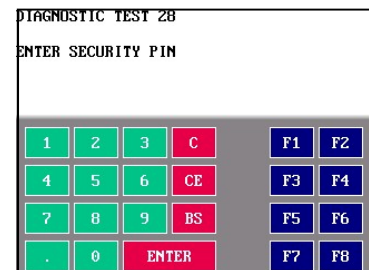 DIAGNOSTIC TEST 28
ENTER SECURITY PIN
1 2 3 C F1 F2
4 5 6 CE F3 F4
7 8 9 BS F5 F6
. 0 ENTER F7 F8